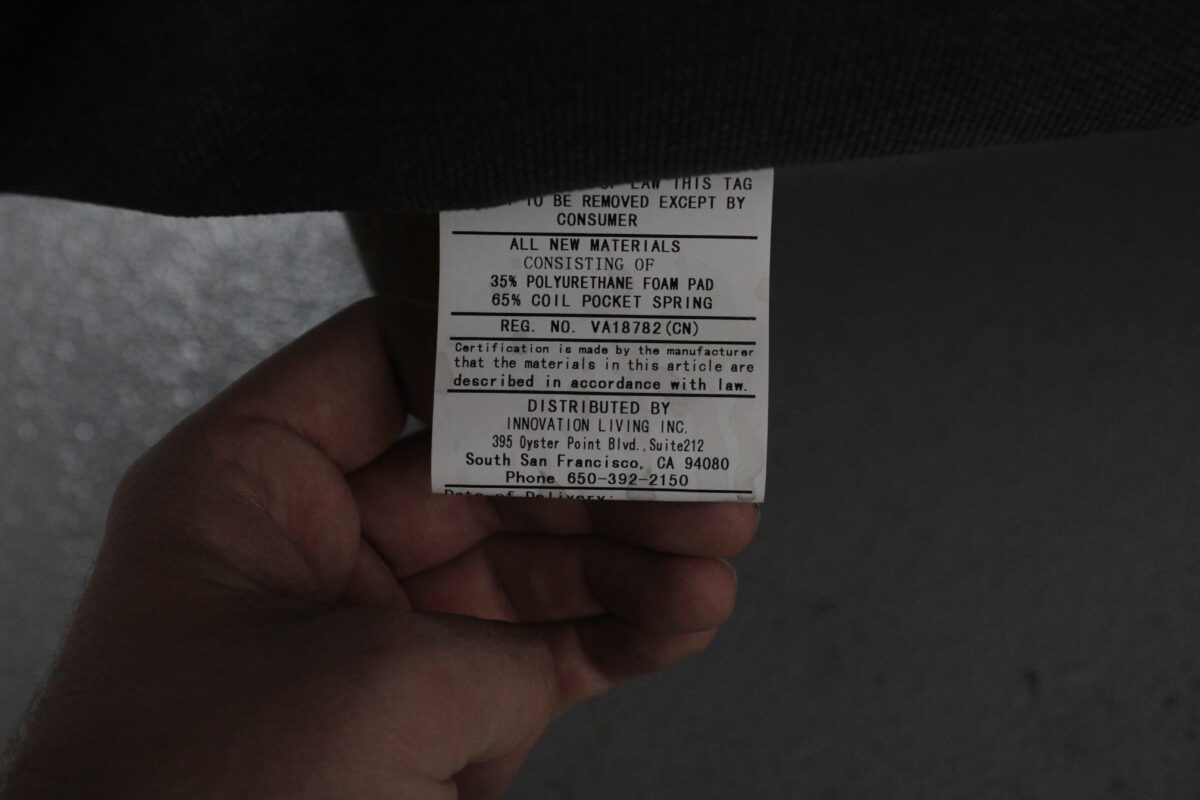 LAW THIS TAG
TO BE REMOVED EXCEPT BY
CONSUMER
ALL NEW MATERIALS
CONSISTING OF
35% POLYURETHANE FOAM PAD
65% COIL POCKET SPRING
REG. NO. VA18782(CN)
Certification is made by the manufacturer
that the materials in this article are
described in accordance with law.
DISTRIBUTED BY
INNOVATION LIVING INC.
395 Oyster Point Blvd.,Suite212
South San Francisco, CA 94080
Phone 650-392-2150
Date of Delivery: